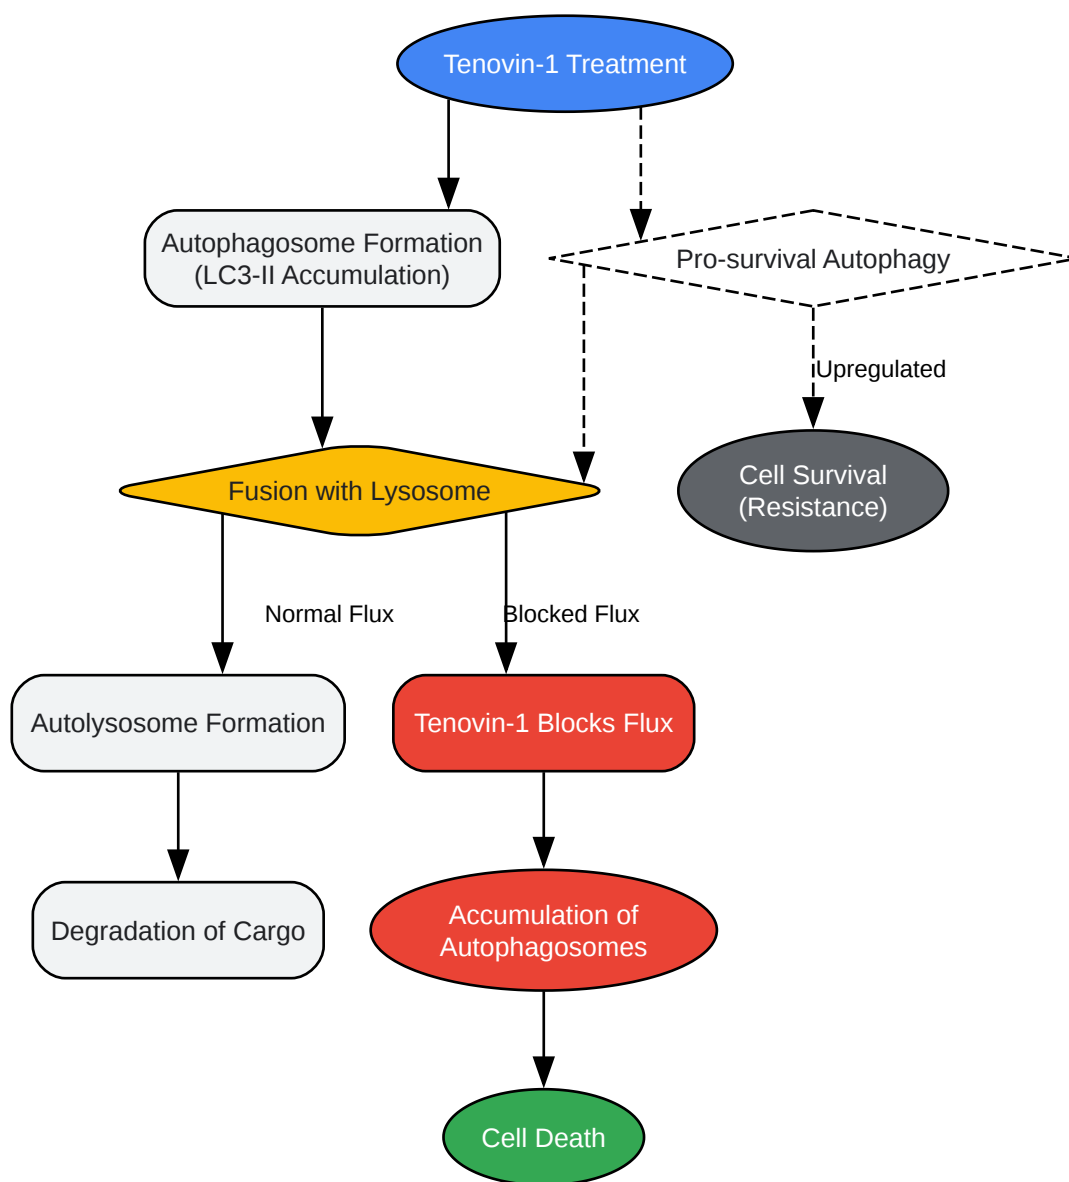 Tenovin-1 Treatment
Autophagosome Formation
(LC3-II Accumulation)
Pro-survival Autophagy
Upregulated
Fusion with Lysosome
Cell Survival
(Resistance)
Normal Flux
Blocked Flux
Autolysosome Formation
Tenovin-1 Blocks Flux
Degradation of Cargo
Accumulation of
Autophagosomes
Cell Death